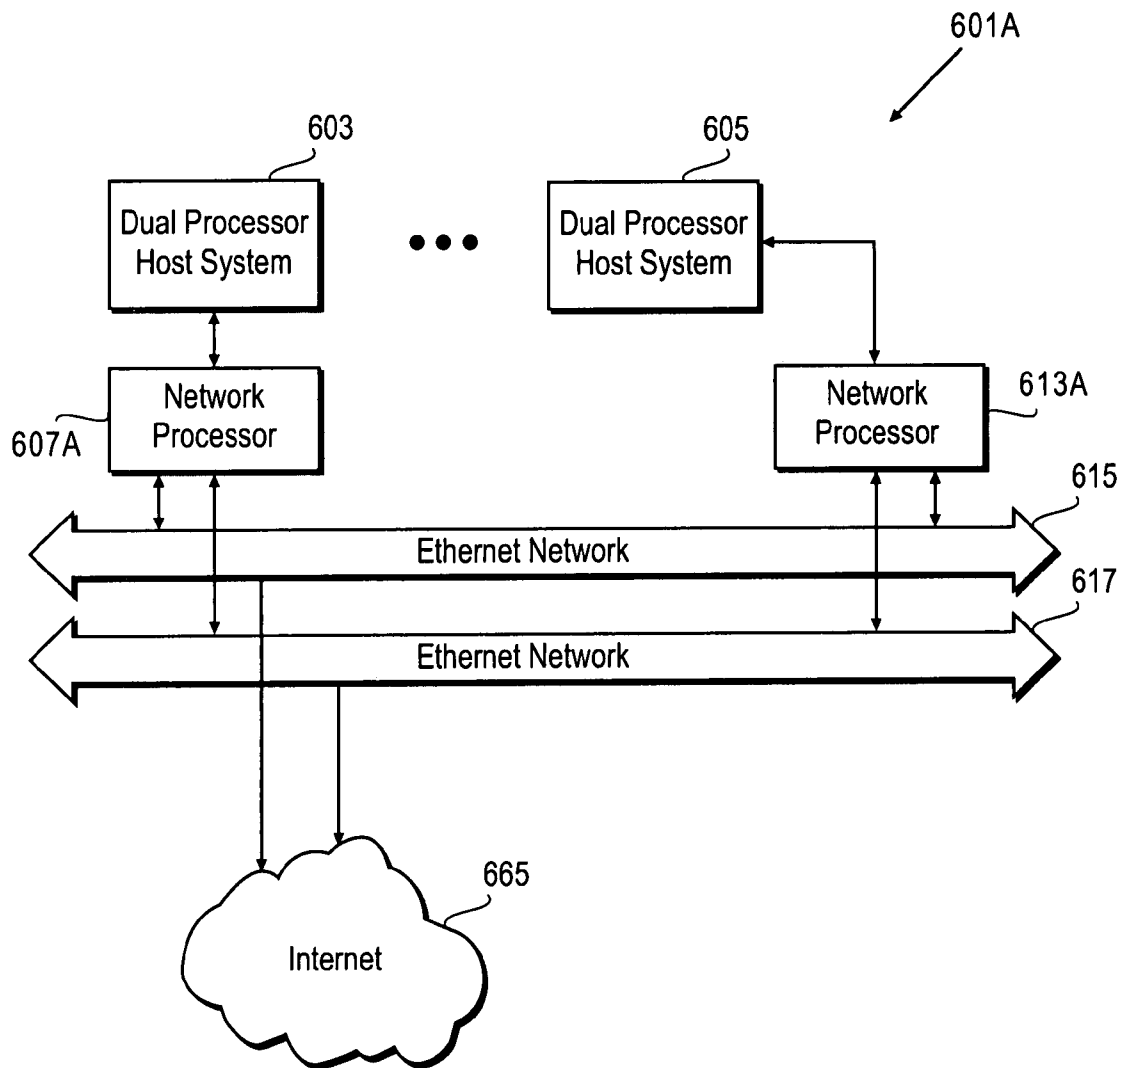 601A
603
605
Dual Processor
Host System
Dual Processor
Host System
Network
Processor
607A
Network
Processor
613A
615
Ethernet Network
617
Ethernet Network
665
Internet